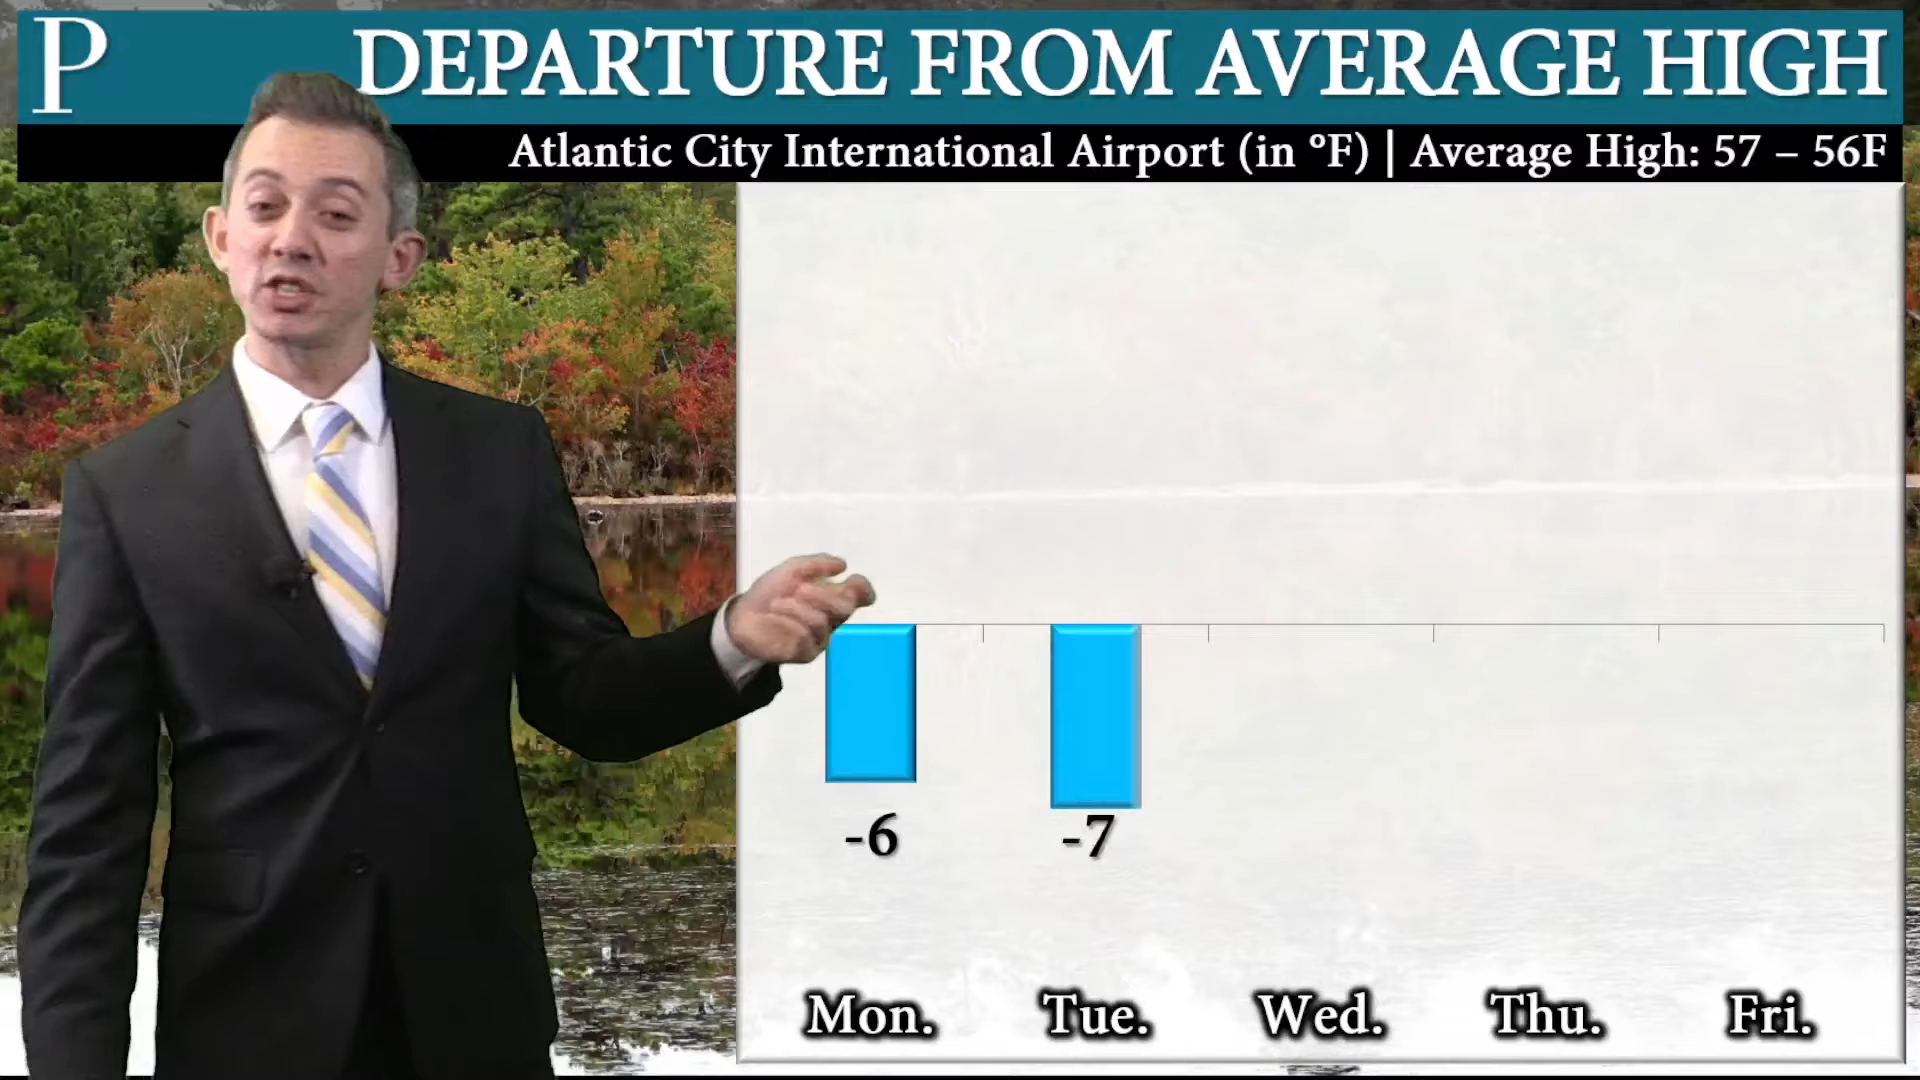 P
DEPARTURE FROM AVERAGE HIGH
Atlantic City International Airport (in ºF) | Average High: 57 – 56F
-6
-7
Mon. Tue. Wed. Thu. Fri.